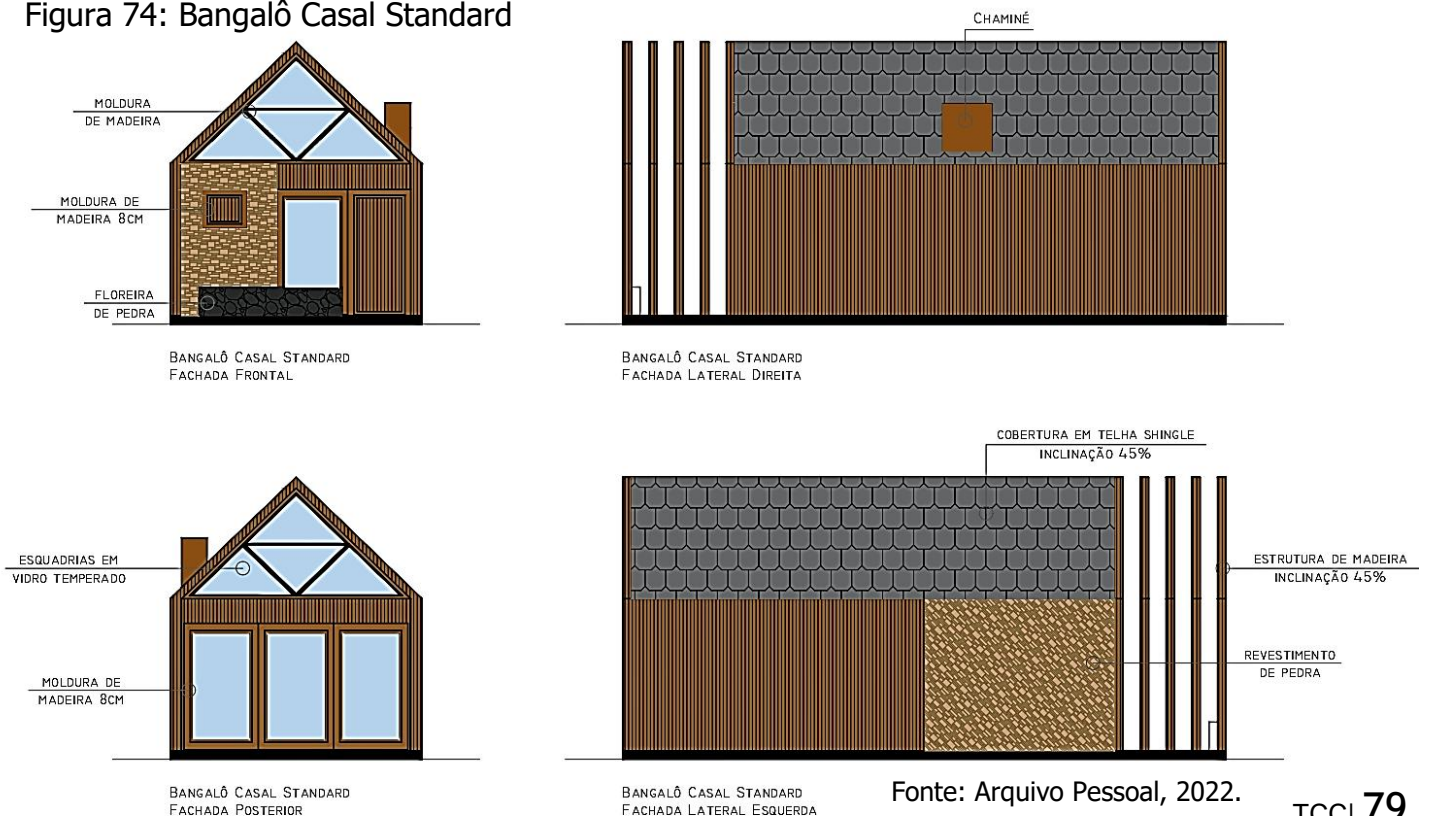 Figura 74: Bangalô Casal Standard
CHAMINÉ
MOLDURA
DE MADEIRA
MOLDURA DE
MADEIRA 8CM
FLOREIRA
DE PEDRA
BANGALÔ CASAL STANDARD
FACHADA FRONTAL
BANGALÔ CASAL STANDARD
FACHADA LATERAL DIREITA
COBERTURA EM TELHA SHINGLE
INCLINAÇÃO 45%
ESQUADRIAS EM
VIDRO TEMPERADO
MOLDURA DE
MADEIRA 8CM
ESTRUTURA DE MADEIRA
INCLINAÇÃO 45%
REVESTIMENTO
DE PEDRA
BANGALÔ CASAL STANDARD
FACHADA POSTERIOR
BANGALÔ CASAL STANDARD
FACHADA LATERAL ESQUERDA
Fonte: Arquivo Pessoal, 2022.
TCCI 79